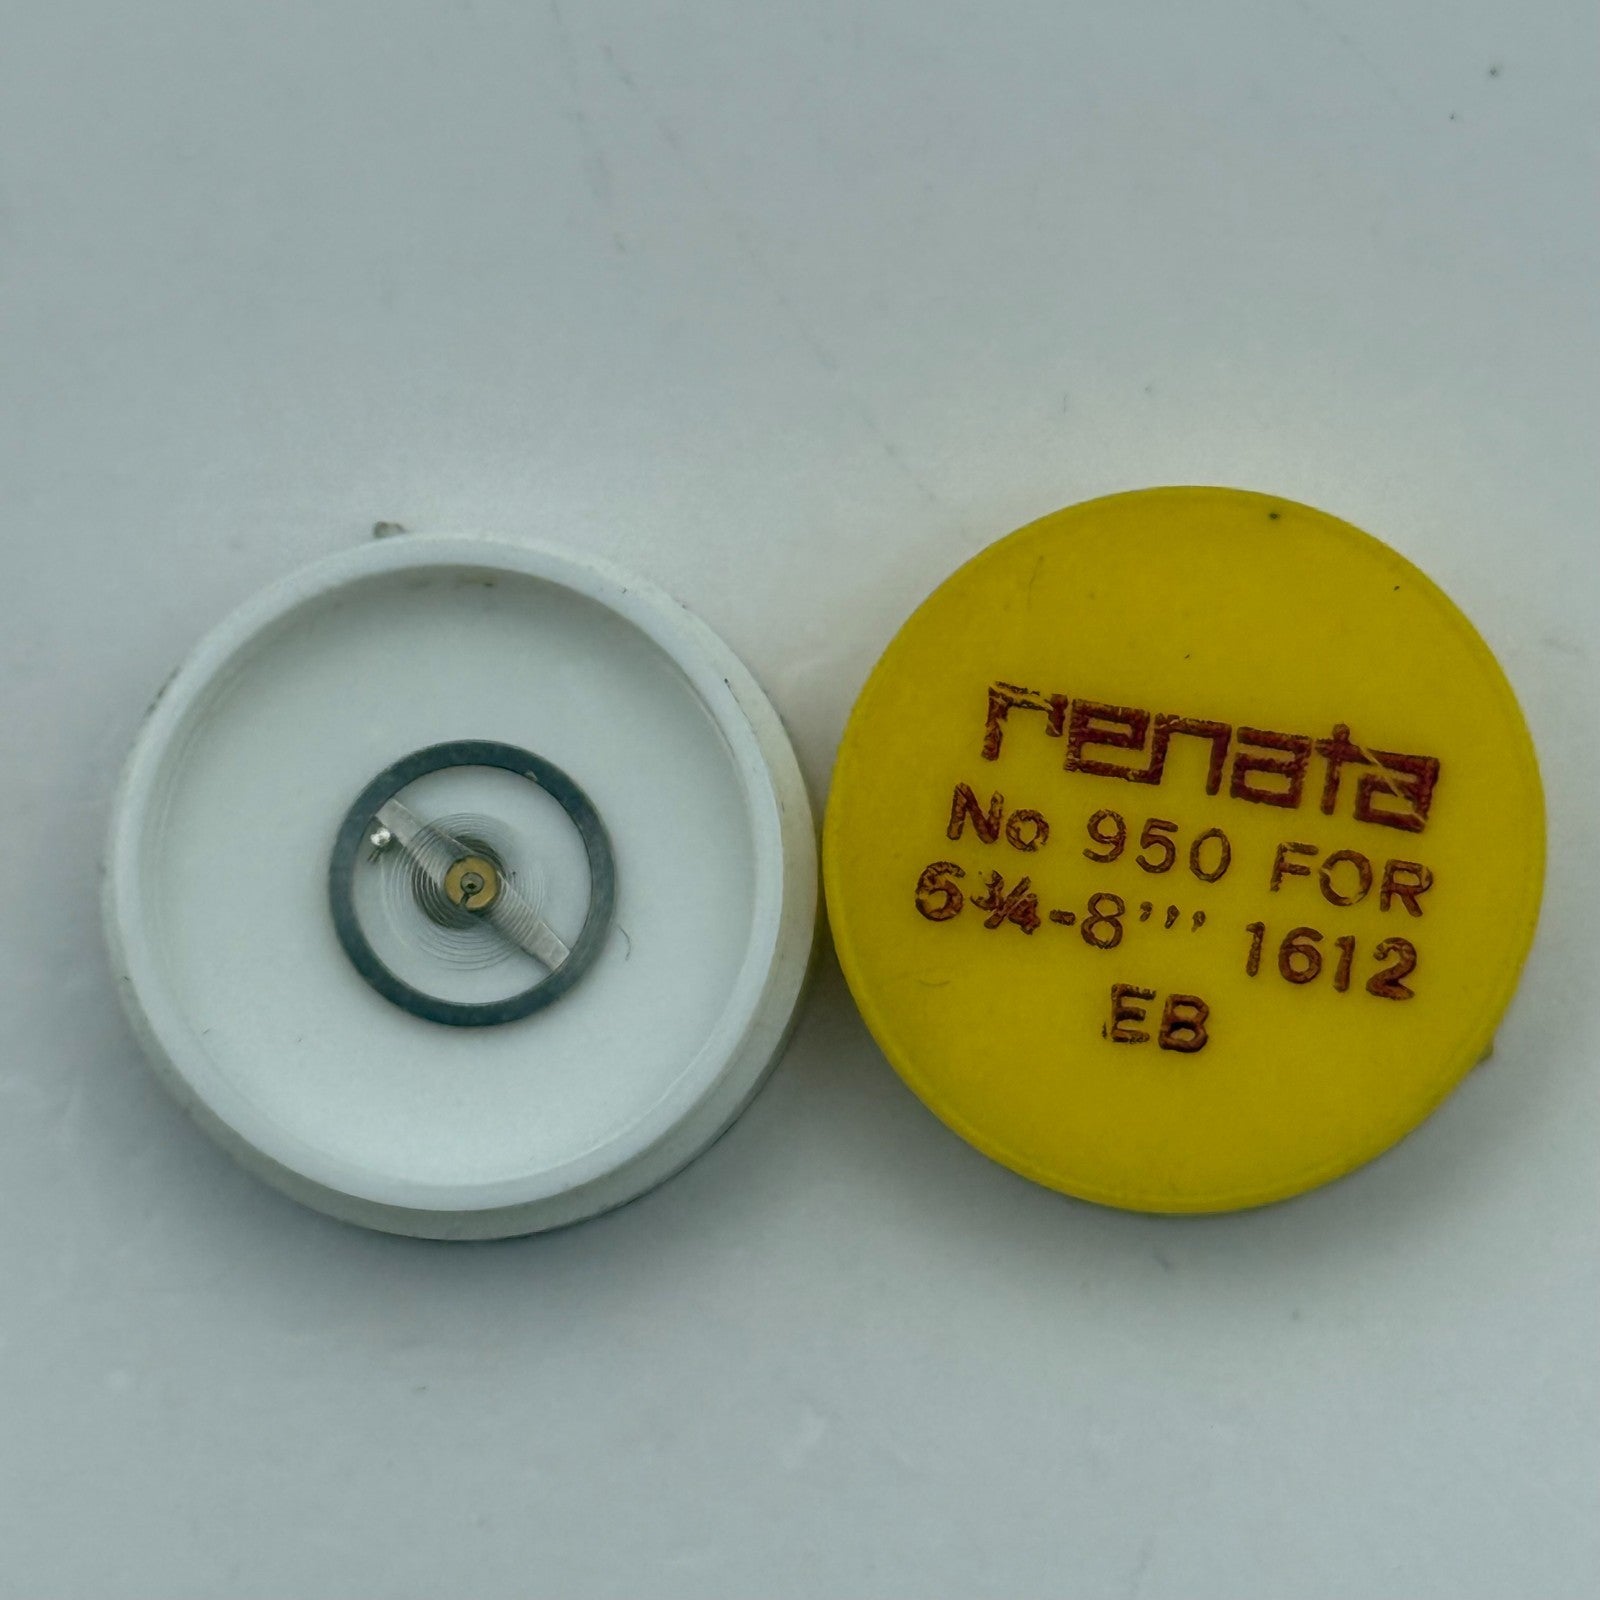 renata
No 950 FOR
6¾-8''' 1612
EB